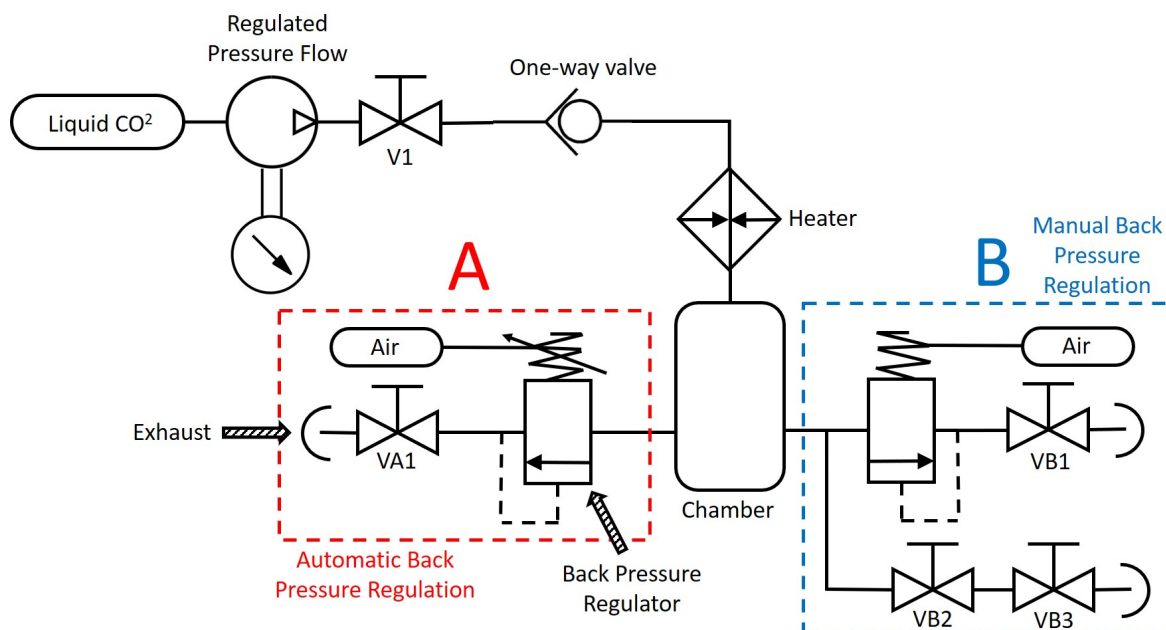 Regulated
Pressure Flow
One-way valve
Liquid CO²
V1
Heater
A
B
Manual Back
Pressure
Regulation
Air
Air
Exhaust
VA1
VB1
Chamber
Automatic Back
Pressure Regulation
Back Pressure
Regulator
VB2
VB3